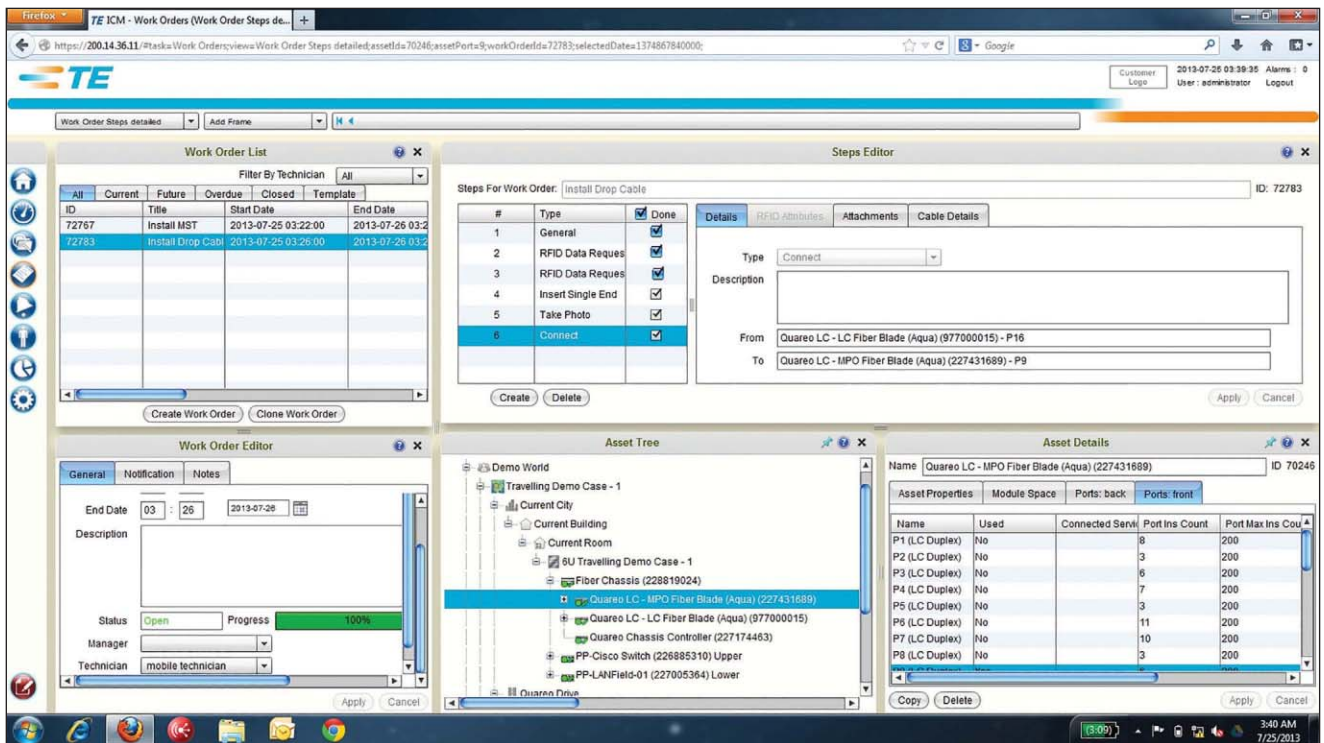 Firefox
TE ICM - Work Orders (Work Order Steps de... +
https://200.14.36.11/#task=Work Orders;view=Work Order Steps detailed;assetId=70246;assetPort=9;workOrderId=72783;selectedDate=1374867840000;
Google
TE
Customer Logo
2013-07-25 03:39:35 Alarms : 0
User : administrator Logout
Work Order Steps detailed Add Frame
Work Order List
Filter By Technician All
All Current Future Overdue Closed Template
ID Title Start Date End Date
72767 Install MST 2013-07-25 03:22:00 2013-07-26 03:2
72783 Install Drop Cabl 2013-07-25 03:26:00 2013-07-26 03:2
Create Work Order Clone Work Order
Steps Editor
Steps For Work Order: Install Drop Cable ID: 72783
# Type Done
1 General
2 RFID Data Reques
3 RFID Data Reques
4 Insert Single End
5 Take Photo
6 Connect
Create Delete
Details RFID Attributes Attachments Cable Details
Type Connect
Description
From Quareo LC - LC Fiber Blade (Aqua) (977000015) - P16
To Quareo LC - MPO Fiber Blade (Aqua) (227431689) - P9
Apply Cancel
Work Order Editor
General Notification Notes
End Date 03 : 26 2013-07-26
Description
Status Open Progress 100%
Manager
Technician mobile technician
Apply Cancel
Asset Tree
Demo World
Travelling Demo Case - 1
Current City
Current Building
Current Room
6U Travelling Demo Case - 1
Fiber Chassis (228819024)
Quareo LC - MPO Fiber Blade (Aqua) (227431689)
Quareo LC - LC Fiber Blade (Aqua) (977000015)
Quareo Chassis Controller (227174463)
PP-Cisco Switch (226885310) Upper
PP-LANField-01 (227005364) Lower
Quareo Drive
Asset Details
Name Quareo LC - MPO Fiber Blade (Aqua) (227431689) ID 70246
Asset Properties Module Space Ports: back Ports: front
Name Used Connected Servi Port Ins Count Port Max Ins Cou
P1 (LC Duplex) No 8 200
P2 (LC Duplex) No 3 200
P3 (LC Duplex) No 6 200
P4 (LC Duplex) No 7 200
P5 (LC Duplex) No 3 200
P6 (LC Duplex) No 11 200
P7 (LC Duplex) No 10 200
P8 (LC Duplex) No 3 200
Copy Delete
Apply Cancel
(3:09)
3:40 AM
7/25/2013